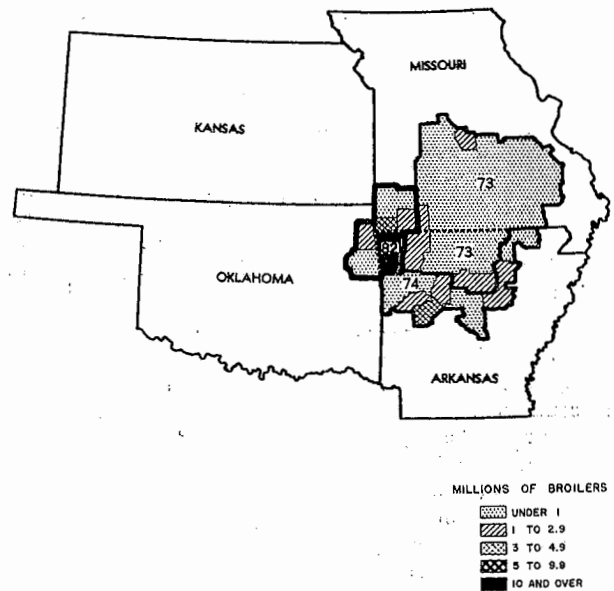 MISSOURI
KANSAS
73
92
73
OKLAHOMA
74
ARKANSAS
MILLIONS OF BROILERS
UNDER 1
1 TO 2.9
3 TO 4.9
5 TO 9.9
10 AND OVER